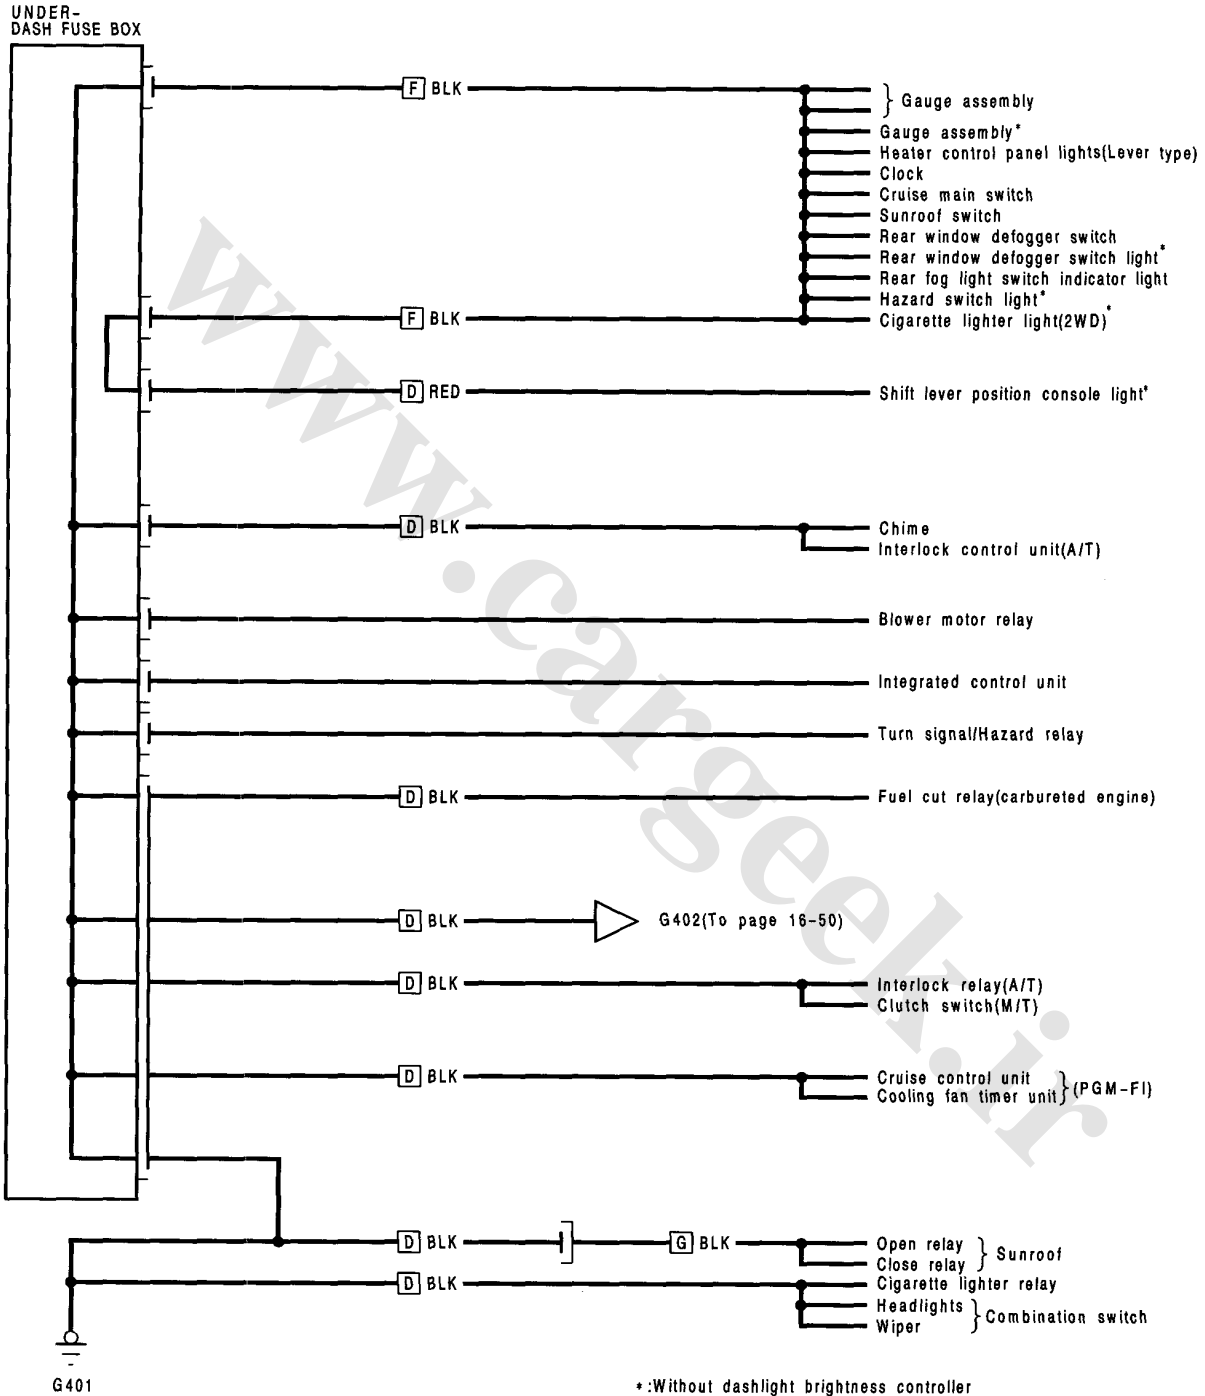 UNDER-
DASH FUSE BOX
F BLK
Gauge assembly
Gauge assembly*
Heater control panel lights(Lever type)
Clock
Cruise main switch
Sunroof switch
Rear window defogger switch
Rear window defogger switch light*
Rear fog light switch indicator light
Hazard switch light*
F BLK
Cigarette lighter light(2WD)*
D RED
Shift lever position console light*
D BLK
Chime
Interlock control unit(A/T)
Blower motor relay
Integrated control unit
Turn signal/Hazard relay
D BLK
Fuel cut relay(carbureted engine)
D BLK
G402(To page 16-50)
D BLK
Interlock relay(A/T)
Clutch switch(M/T)
D BLK
Cruise control unit
Cooling fan timer unit
(PGM-FI)
D BLK
G BLK
Open relay
Close relay
Sunroof
D BLK
Cigarette lighter relay
Headlights
Wiper
Combination switch
G401
*:Without dashlight brightness controller
www.cargeek.ir